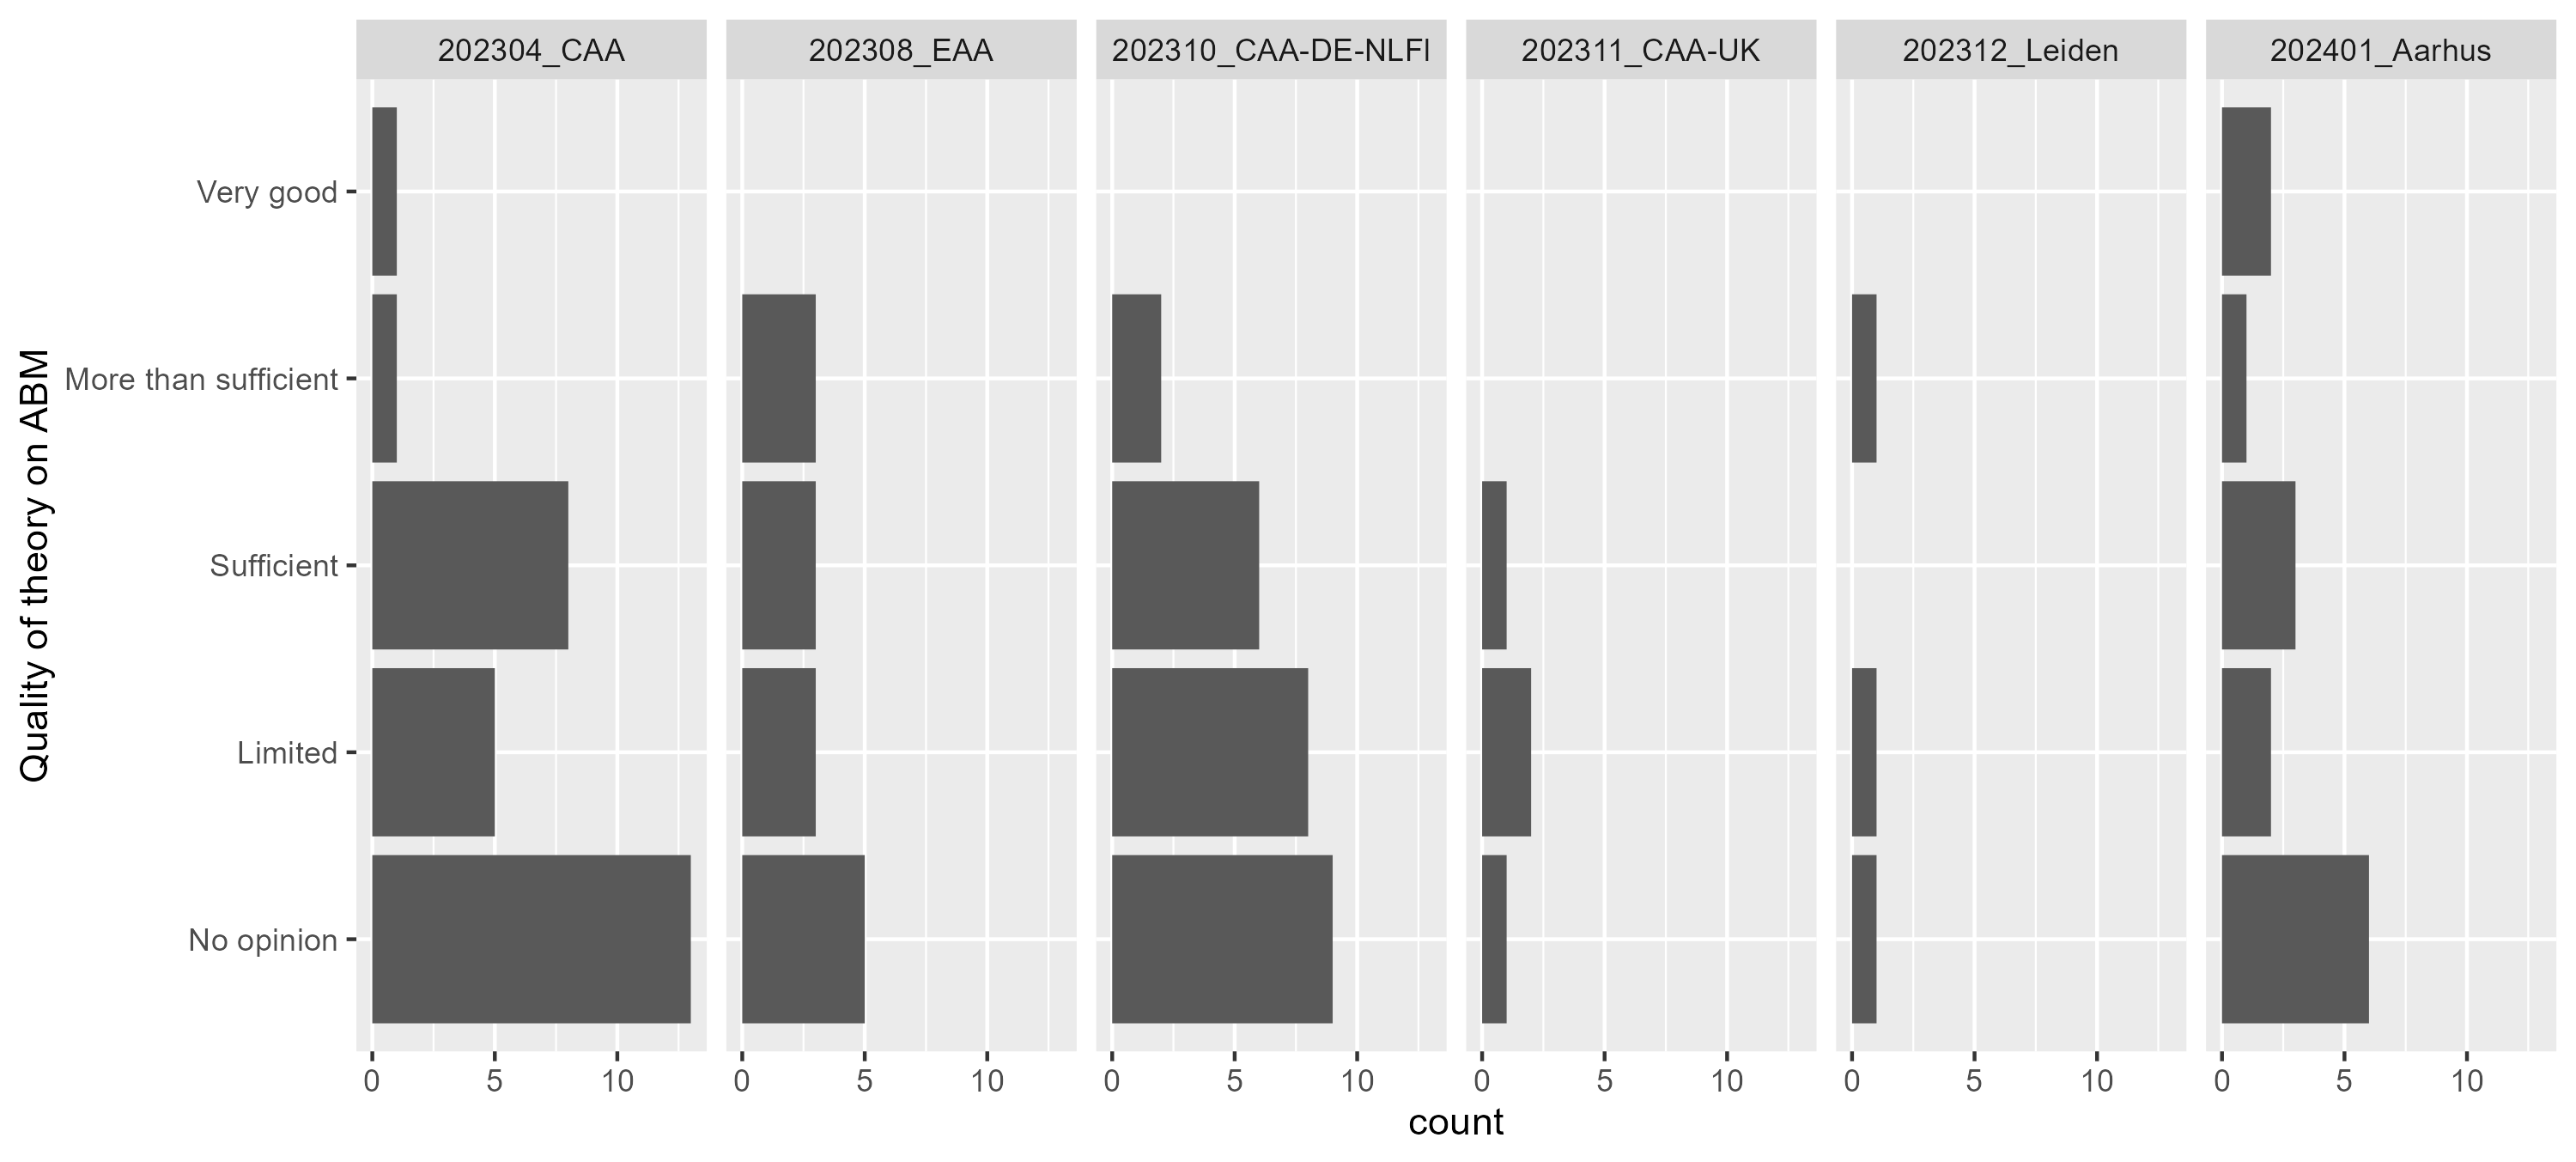 202304_CAA
202308_EAA
202310_CAA-DE-NLFI
202311_CAA-UK
202312_Leiden
202401_Aarhus
Quality of theory on ABM
Very good
More than sufficient
Sufficient
Limited
No opinion
0 5 10
0 5 10
0 5 10
0 5 10
0 5 10
0 5 10
count